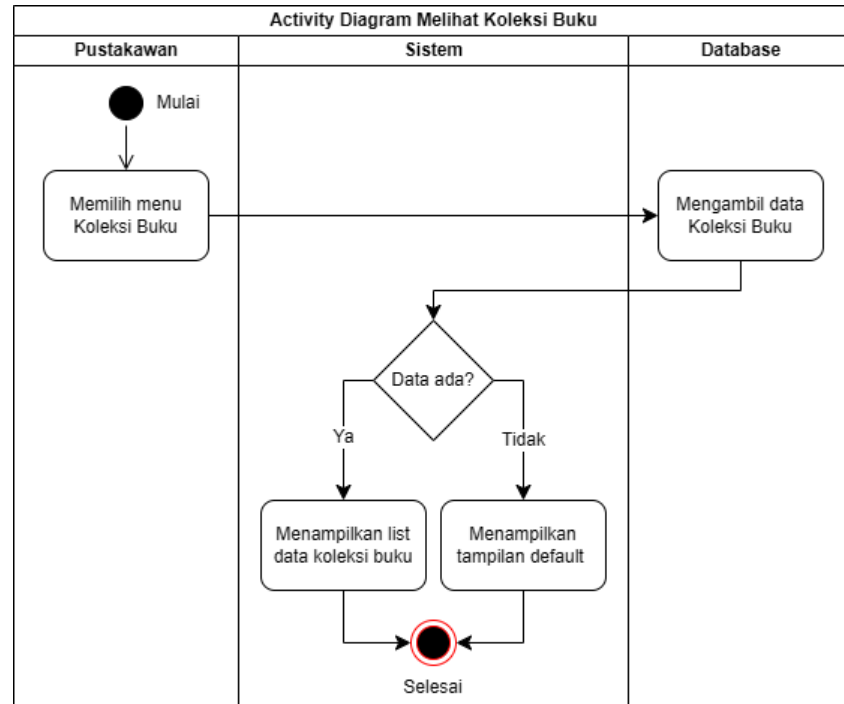 Activity Diagram Melihat Koleksi Buku
Pustakawan
Sistem
Database
Mulai
Memilih menu
Koleksi Buku
Mengambil data
Koleksi Buku
Data ada?
Ya
Tidak
Menampilkan list
data koleksi buku
Menampilkan
tampilan default
Selesai